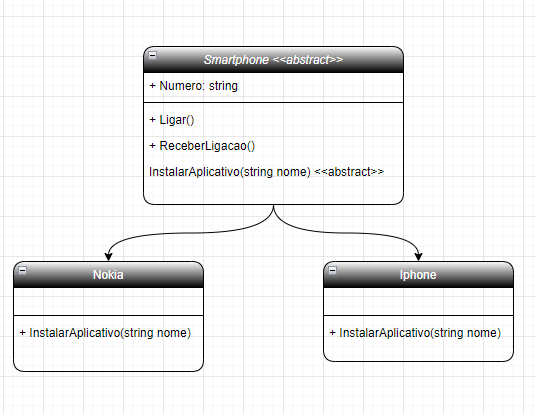 Smartphone <<abstract>>
+ Numero: string
+ Ligar()
+ ReceberLigacao()
InstalarAplicativo(string nome) <<abstract>>
Nokia
+ InstalarAplicativo(string nome)
Iphone
+ InstalarAplicativo(string nome)